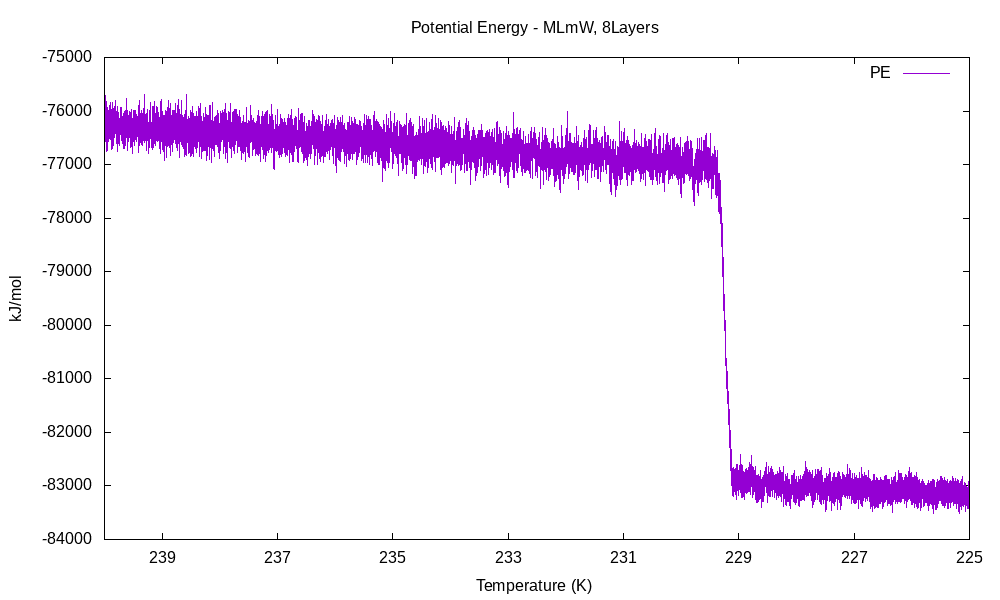 Potential Energy - MLmW, 8Layers
PE
-75000
-76000
-77000
-78000
-79000
-80000
-81000
-82000
-83000
-84000
kJ/mol
239 237 235 233 231 229 227 225
Temperature (K)